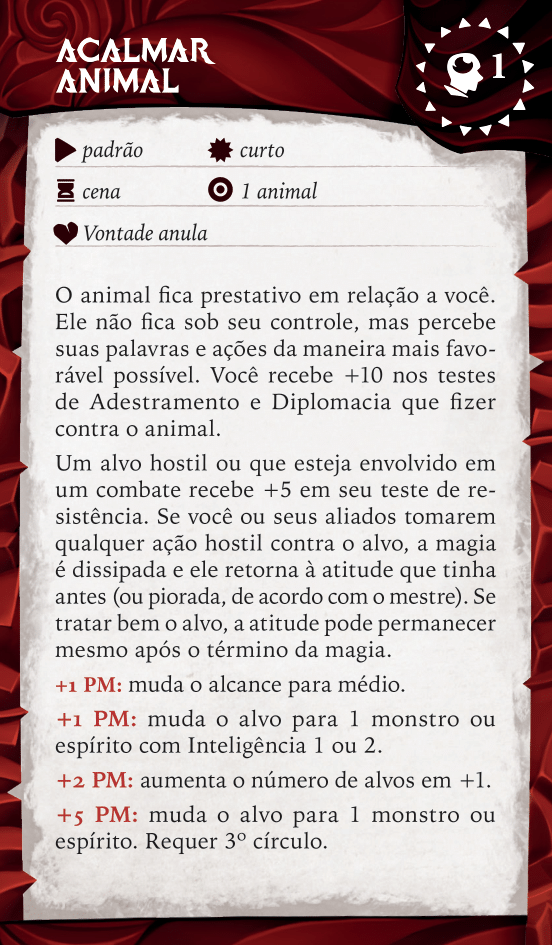 ACALMAR
ANIMAL
1
padrão
curto
cena
1 animal
Vontade anula
O animal fica prestativo em relação a você.
Ele não fica sob seu controle, mas percebe
suas palavras e ações da maneira mais favo-
rável possível. Você recebe +10 nos testes
de Adestramento e Diplomacia que fizer
contra o animal.
Um alvo hostil ou que esteja envolvido em
um combate recebe +5 em seu teste de re-
sistência. Se você ou seus aliados tomarem
qualquer ação hostil contra o alvo, a magia
é dissipada e ele retorna à atitude que tinha
antes (ou piorada, de acordo com o mestre). Se
tratar bem o alvo, a atitude pode permanecer
mesmo após o término da magia.
+1 PM: muda o alcance para médio.
+1 PM: muda o alvo para 1 monstro ou
espírito com Inteligência 1 ou 2.
+2 PM: aumenta o número de alvos em +1.
+5 PM: muda o alvo para 1 monstro ou
espírito. Requer 3º círculo.